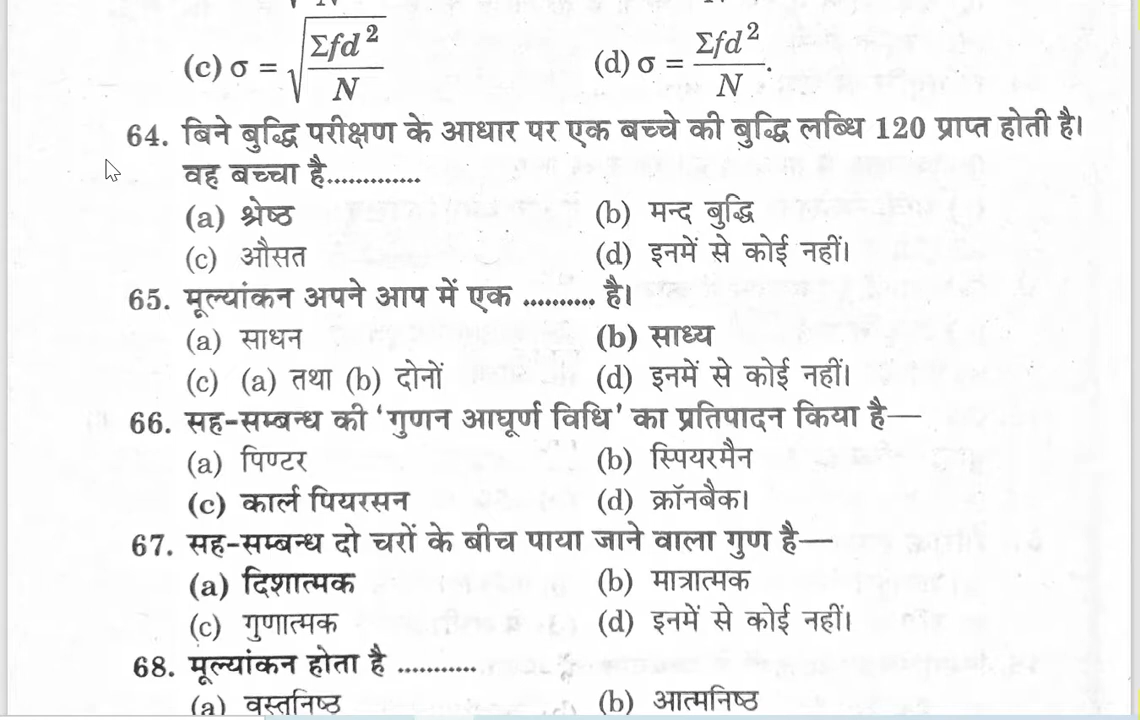 (c) σ = √Σfd²/N (d) σ = Σfd²/N.
64. बिने बुद्धि परीक्षण के आधार पर एक बच्चे की बुद्धि लब्धि 120 प्राप्त होती है।
वह बच्चा है..............
(a) श्रेष्ठ (b) मन्द बुद्धि
(c) औसत (d) इनमें से कोई नहीं।
65. मूल्यांकन अपने आप में एक ........... है।
(a) साधन (b) साध्य
(c) (a) तथा (b) दोनों (d) इनमें से कोई नहीं।
66. सह-सम्बन्ध की ‘गुणन आघूर्ण विधि’ का प्रतिपादन किया है—
(a) पिण्टर (b) स्पियरमैन
(c) कार्ल पियरसन (d) क्रॉनबैक।
67. सह-सम्बन्ध दो चरों के बीच पाया जाने वाला गुण है—
(a) दिशात्मक (b) मात्रात्मक
(c) गुणात्मक (d) इनमें से कोई नहीं।
68. मूल्यांकन होता है ............
(a) वस्तुनिष्ठ (b) आत्मनिष्ठ